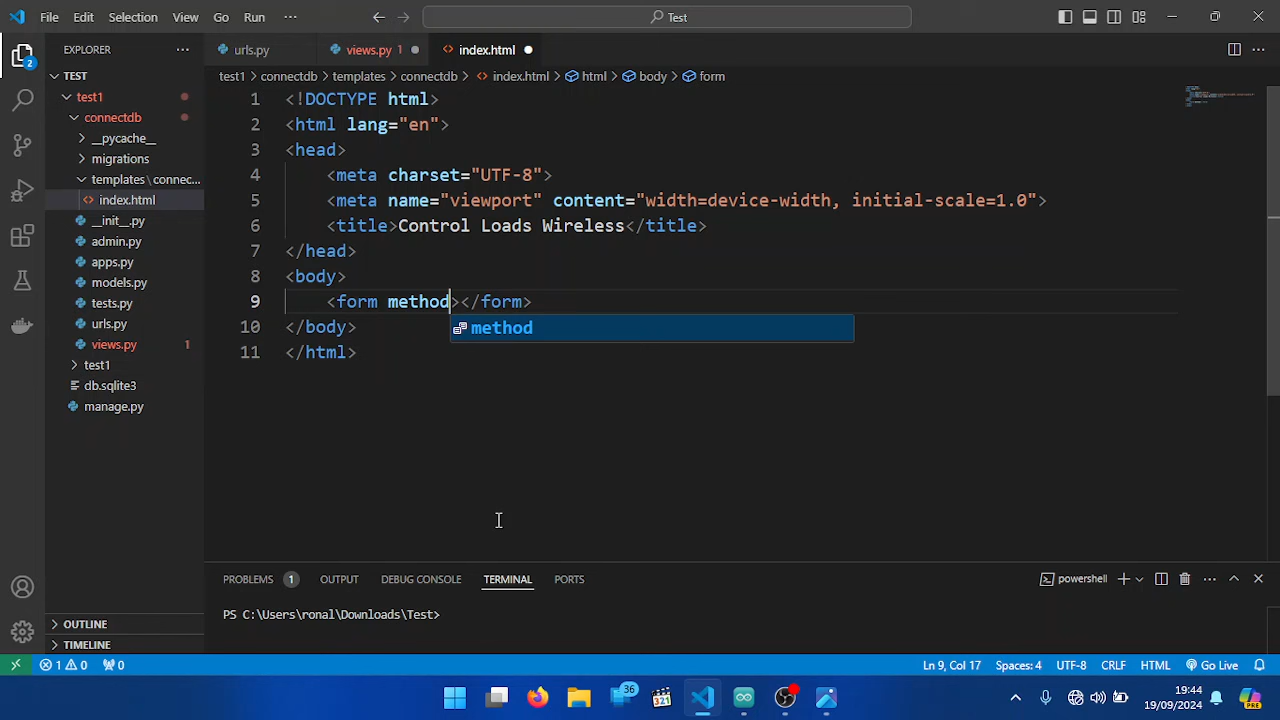 File Edit Selection View Go Run ··· Test
EXPLORER ···
TEST
test1
connectdb
__pycache__
migrations
templates\connec...
index.html
__init__.py
admin.py
apps.py
models.py
tests.py
urls.py
views.py 1
test1
db.sqlite3
manage.py
OUTLINE
TIMELINE
2
urls.py views.py 1 index.html
test1 > connectdb > templates > connectdb > index.html > html > body > form
1 <!DOCTYPE html>
2 <html lang="en">
3 <head>
4 <meta charset="UTF-8">
5 <meta name="viewport" content="width=device-width, initial-scale=1.0">
6 <title>Control Loads Wireless</title>
7 </head>
8 <body>
9 <form method></form>
method
10 </body>
11 </html>
PROBLEMS 1 OUTPUT DEBUG CONSOLE TERMINAL PORTS powershell
PS C:\Users\ronal\Downloads\Test>
1 0 0 Ln 9, Col 17 Spaces: 4 UTF-8 CRLF HTML Go Live
36 321 19:44
19/09/2024 PRE